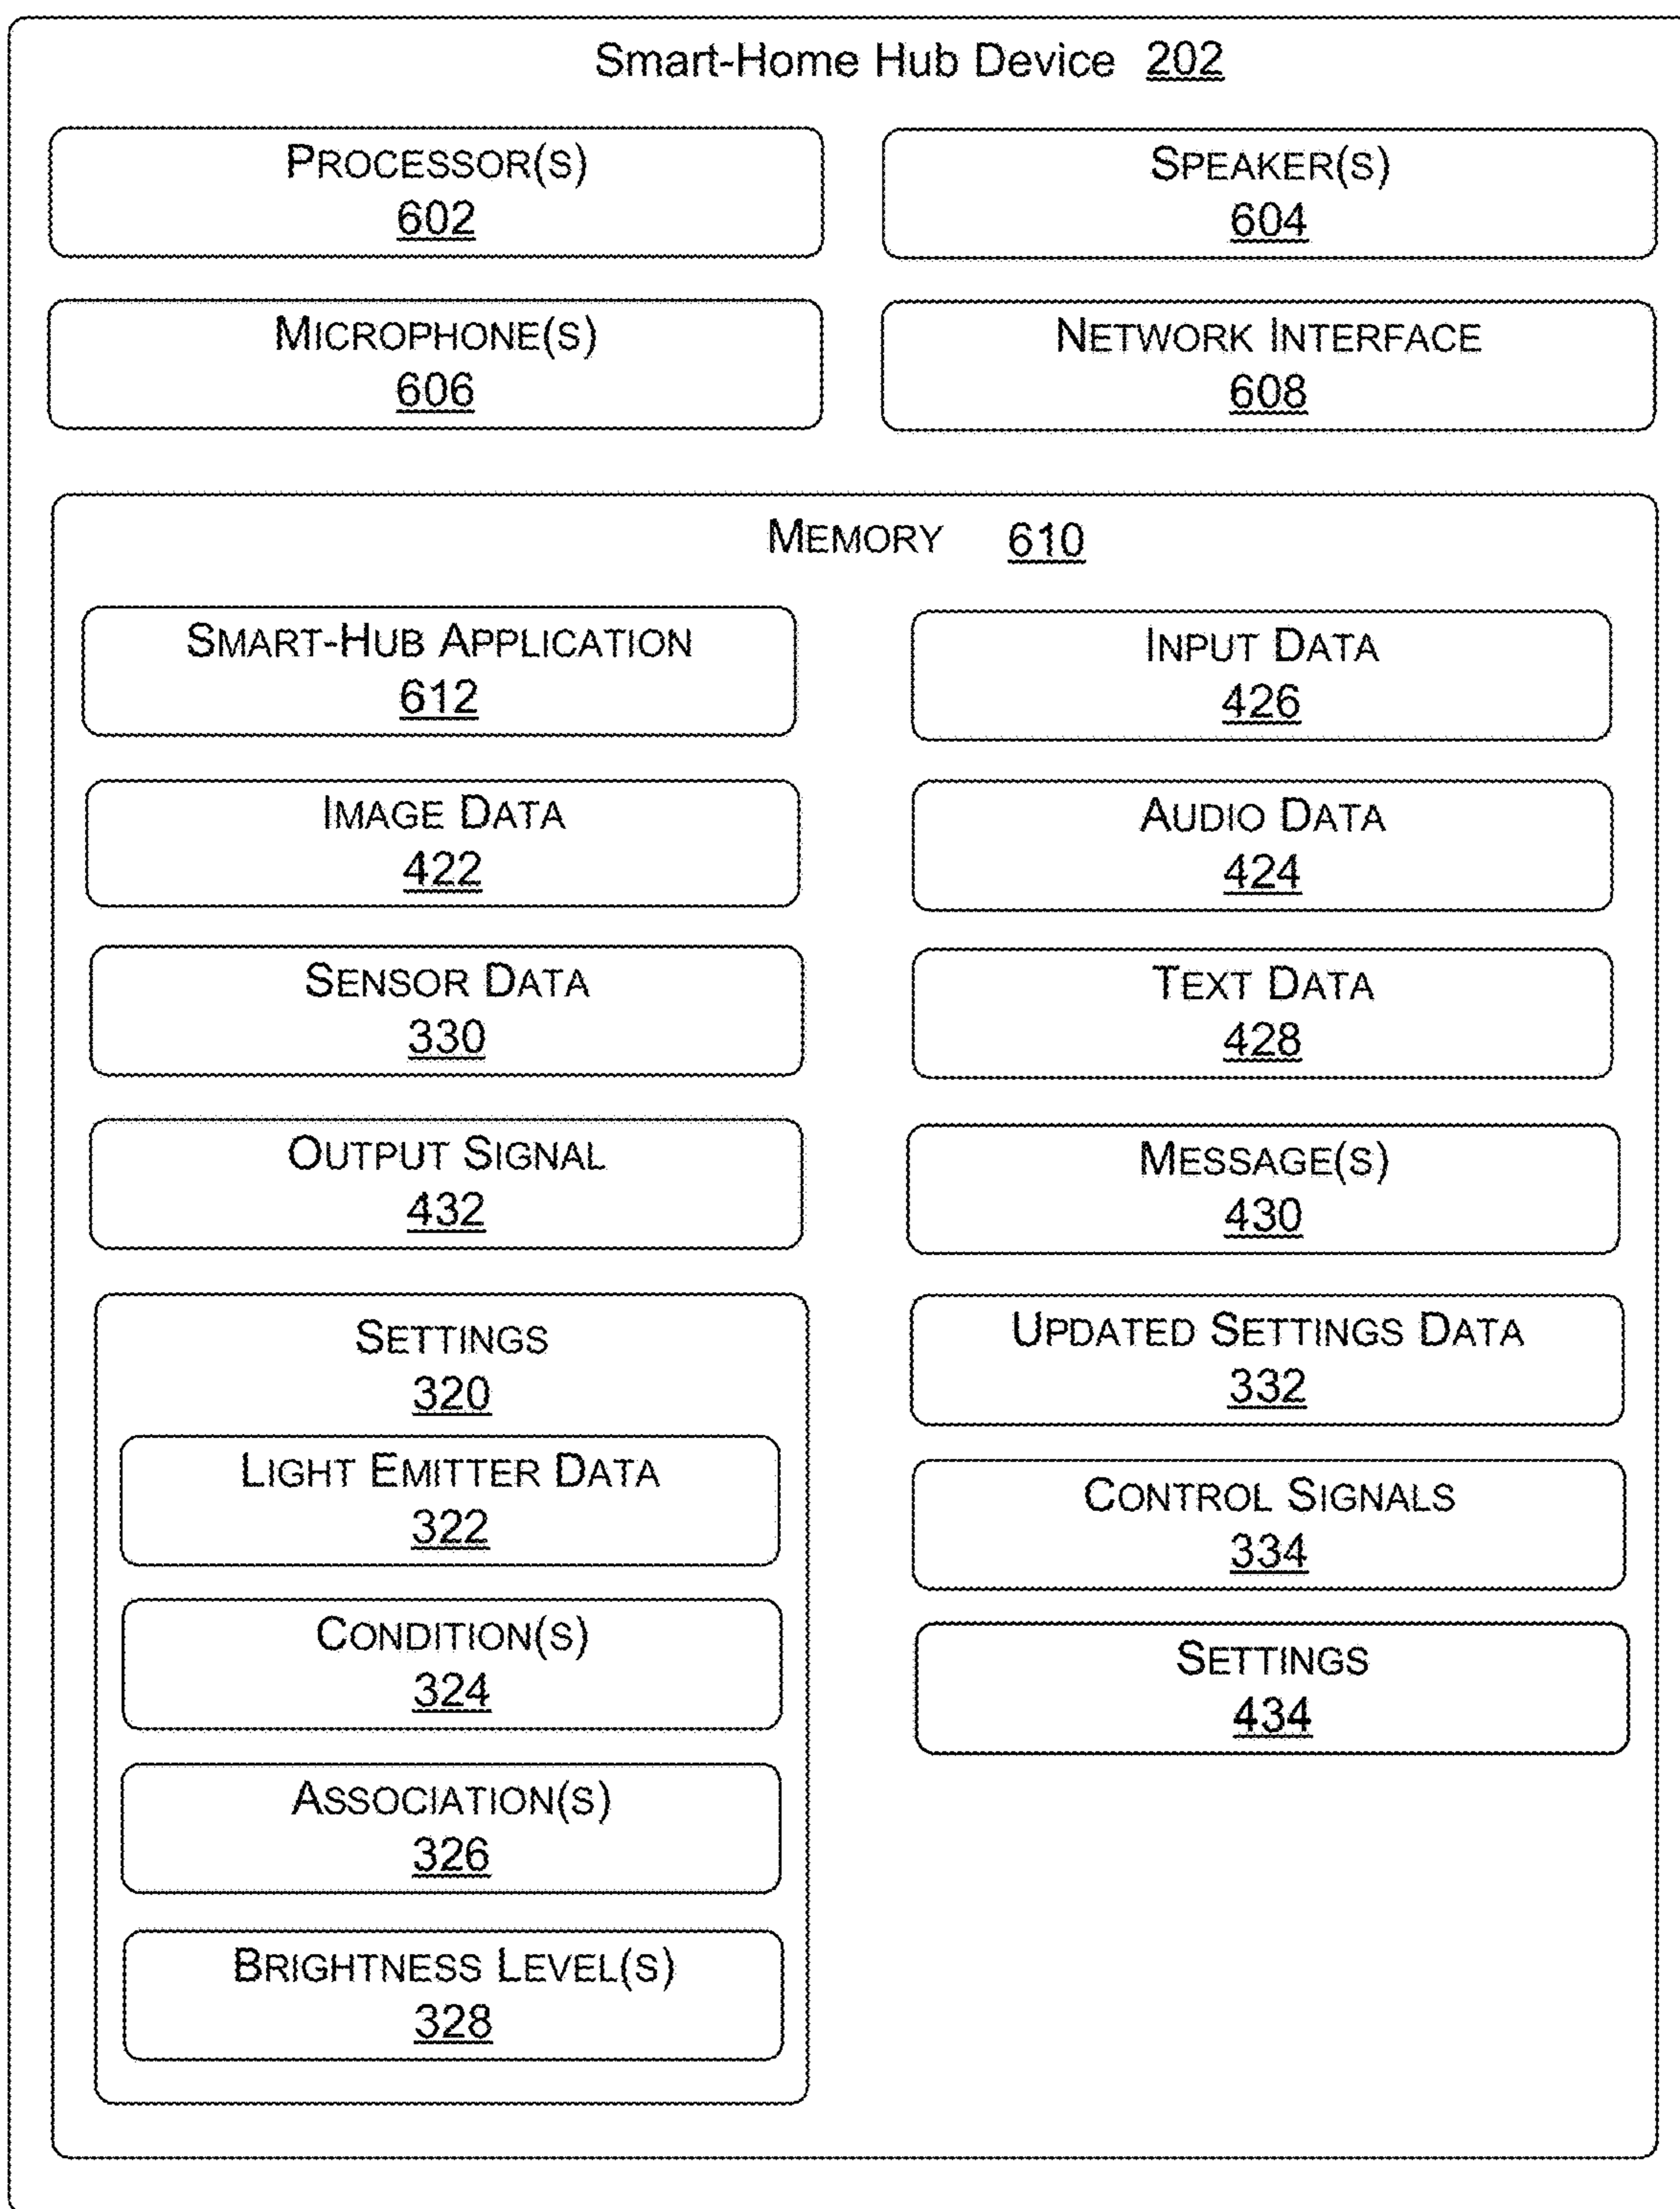 Smart-Home Hub Device 202
PROCESSOR(S)
602
SPEAKER(S)
604
MICROPHONE(S)
606
NETWORK INTERFACE
608
MEMORY 610
SMART-HUB APPLICATION
612
INPUT DATA
426
IMAGE DATA
422
AUDIO DATA
424
SENSOR DATA
330
TEXT DATA
428
OUTPUT SIGNAL
432
MESSAGE(S)
430
SETTINGS
320
LIGHT EMITTER DATA
322
CONDITION(S)
324
ASSOCIATION(S)
326
BRIGHTNESS LEVEL(S)
328
UPDATED SETTINGS DATA
332
CONTROL SIGNALS
334
SETTINGS
434